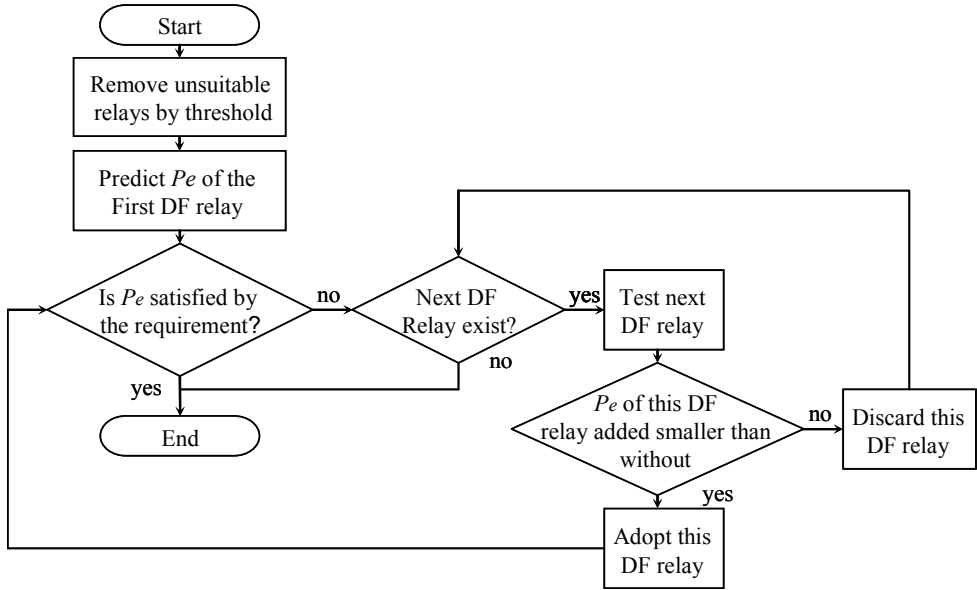 Start
Remove unsuitable
relays by threshold
Predict Pe of the
First DF relay
Is Pe satisfied by
the requirement?
no
Next DF
Relay exist?
yes
Test next
DF relay
no
yes
End
Pe of this DF
relay added smaller than
without
no
Discard this
DF relay
yes
Adopt this
DF relay